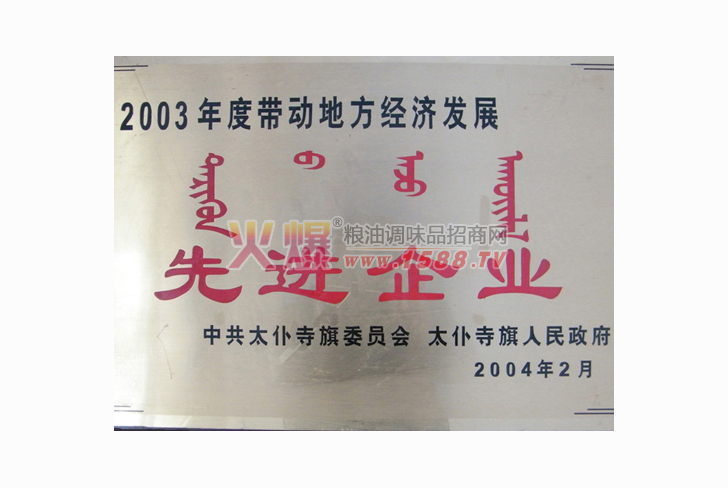 2003年度带动地方经济发展
火爆®粮油调味品招商网
www.1588.TV
先进企业
中共太仆寺旗委员会 太仆寺旗人民政府
2004年2月